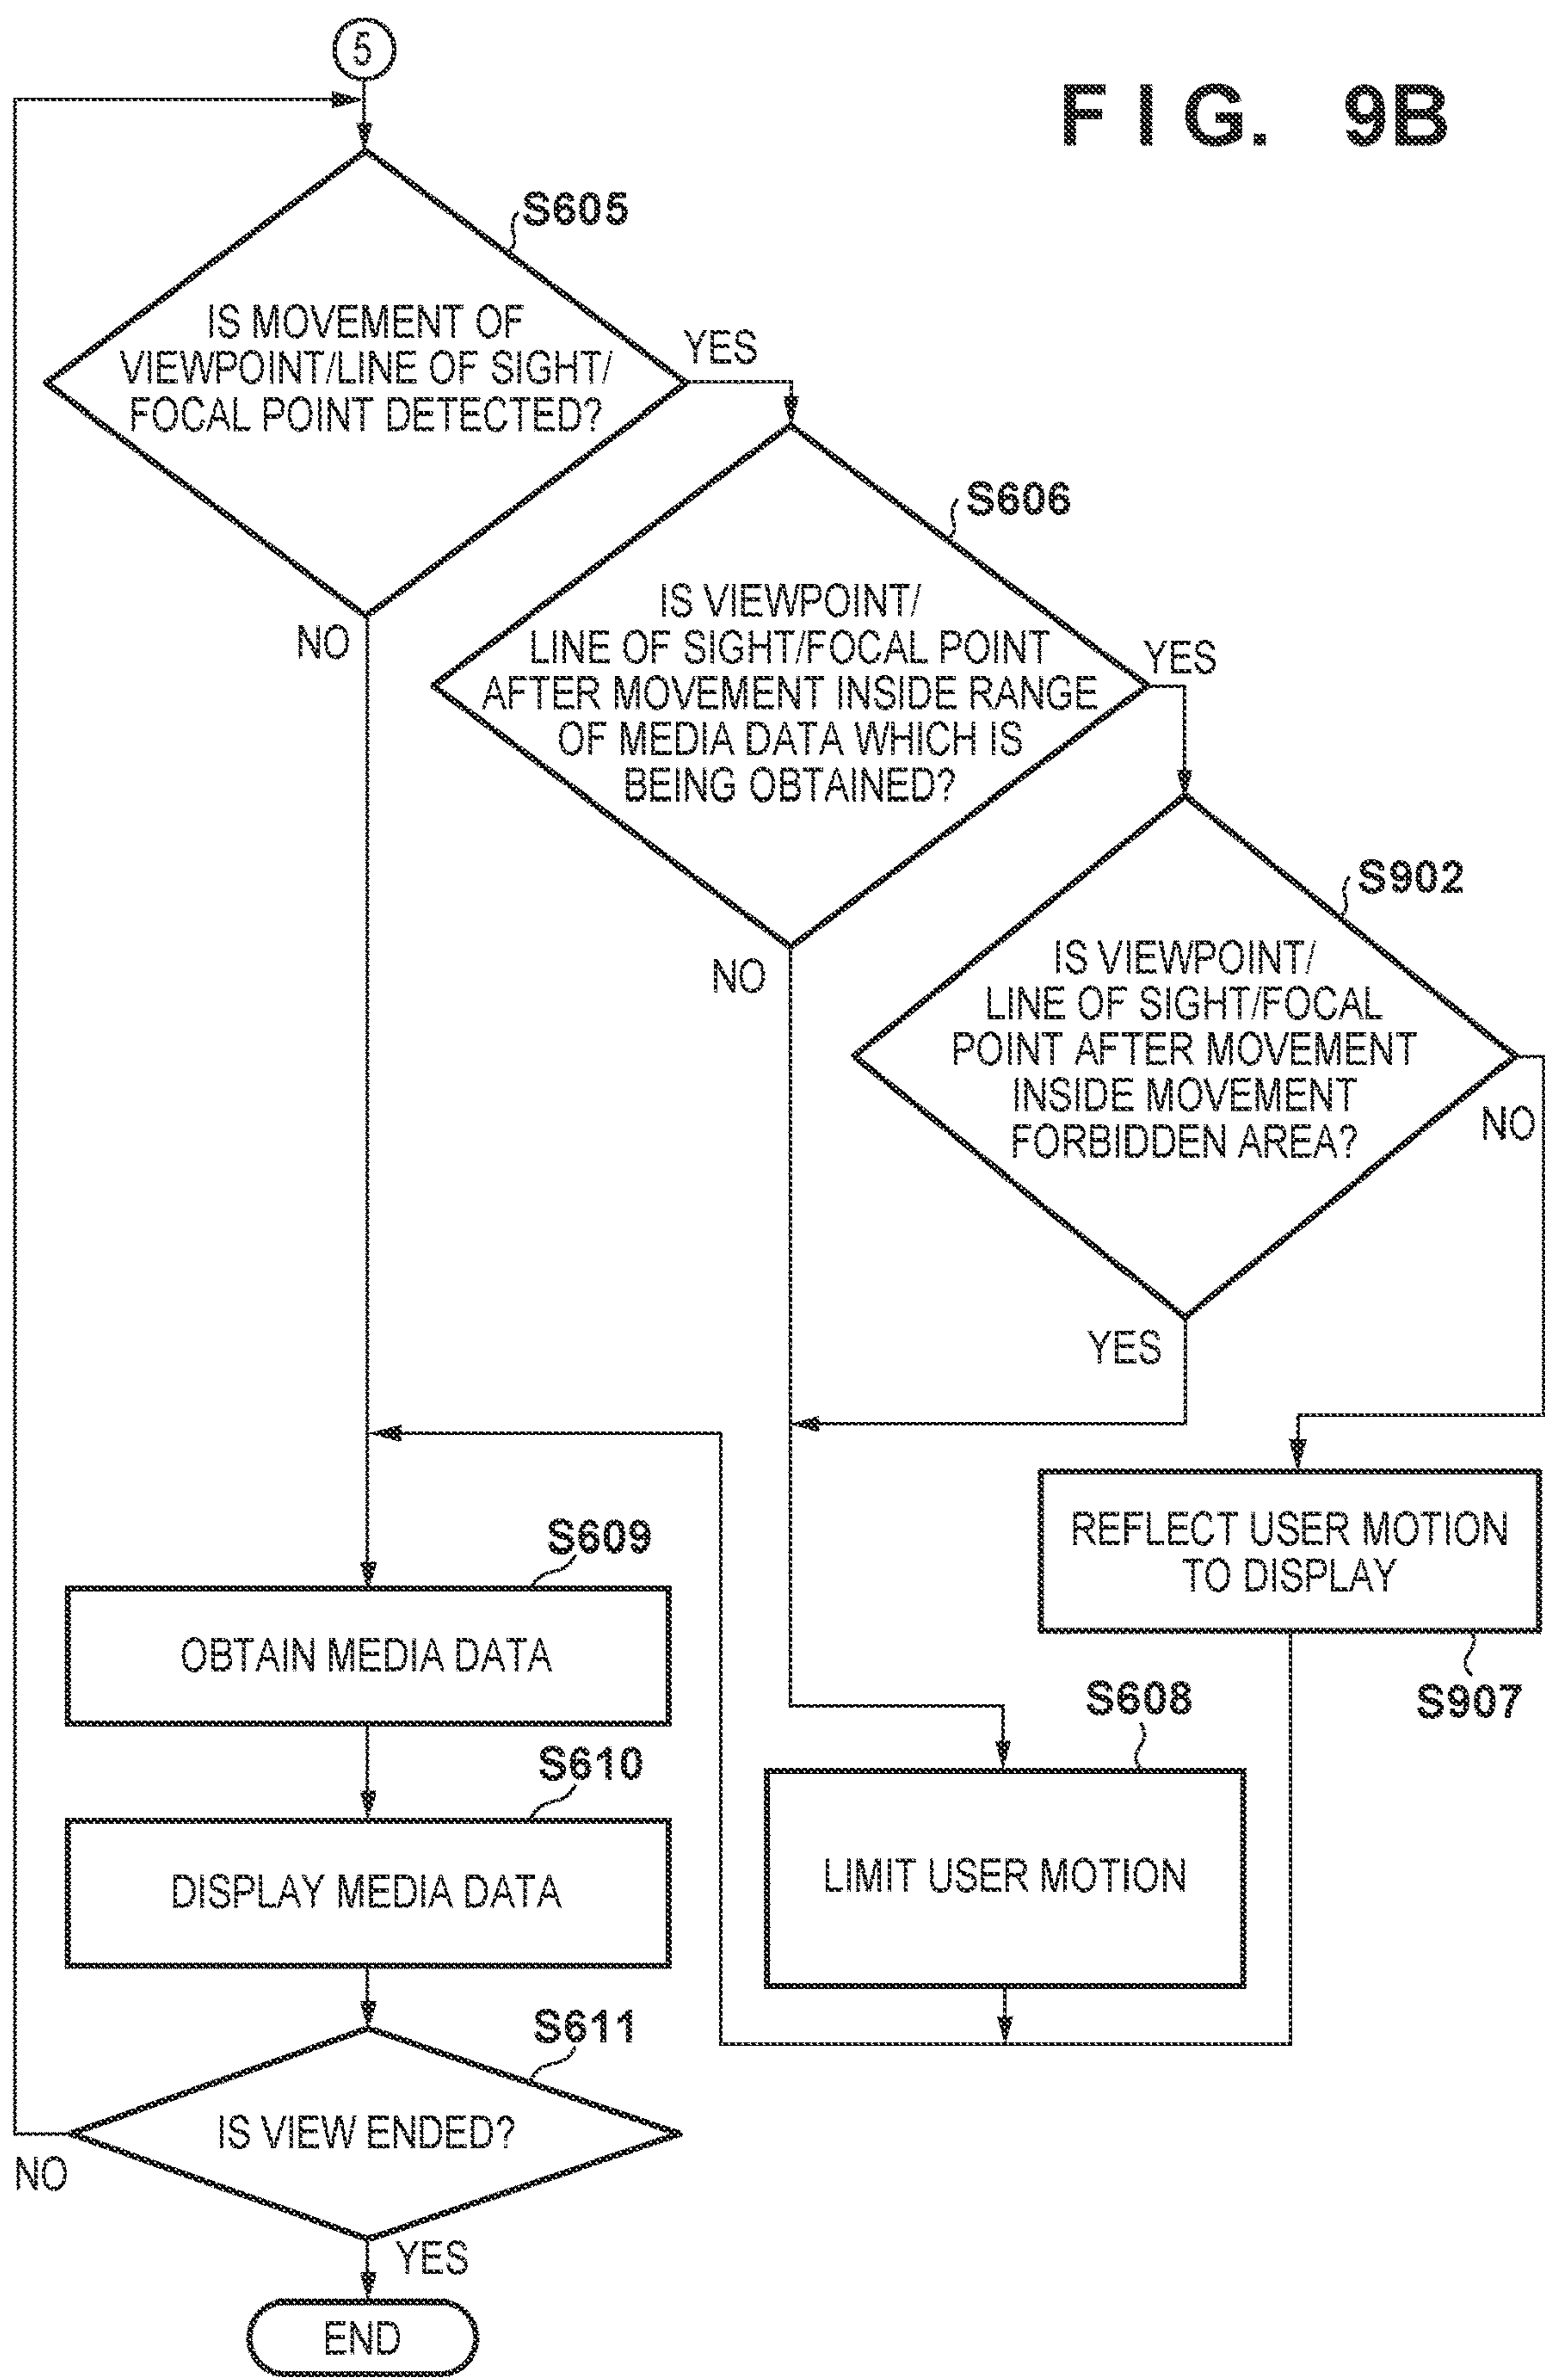 5
FIG. 9B
S605
IS MOVEMENT OF
VIEWPOINT/LINE OF SIGHT/
FOCAL POINT DETECTED?
YES
NO
S606
IS VIEWPOINT/
LINE OF SIGHT/FOCAL POINT
AFTER MOVEMENT INSIDE RANGE
OF MEDIA DATA WHICH IS
BEING OBTAINED?
YES
NO
S902
IS VIEWPOINT/
LINE OF SIGHT/FOCAL
POINT AFTER MOVEMENT
INSIDE MOVEMENT
FORBIDDEN AREA?
NO
YES
REFLECT USER MOTION
TO DISPLAY
S907
S608
LIMIT USER MOTION
S609
OBTAIN MEDIA DATA
S610
DISPLAY MEDIA DATA
S611
IS VIEW ENDED?
NO
YES
END